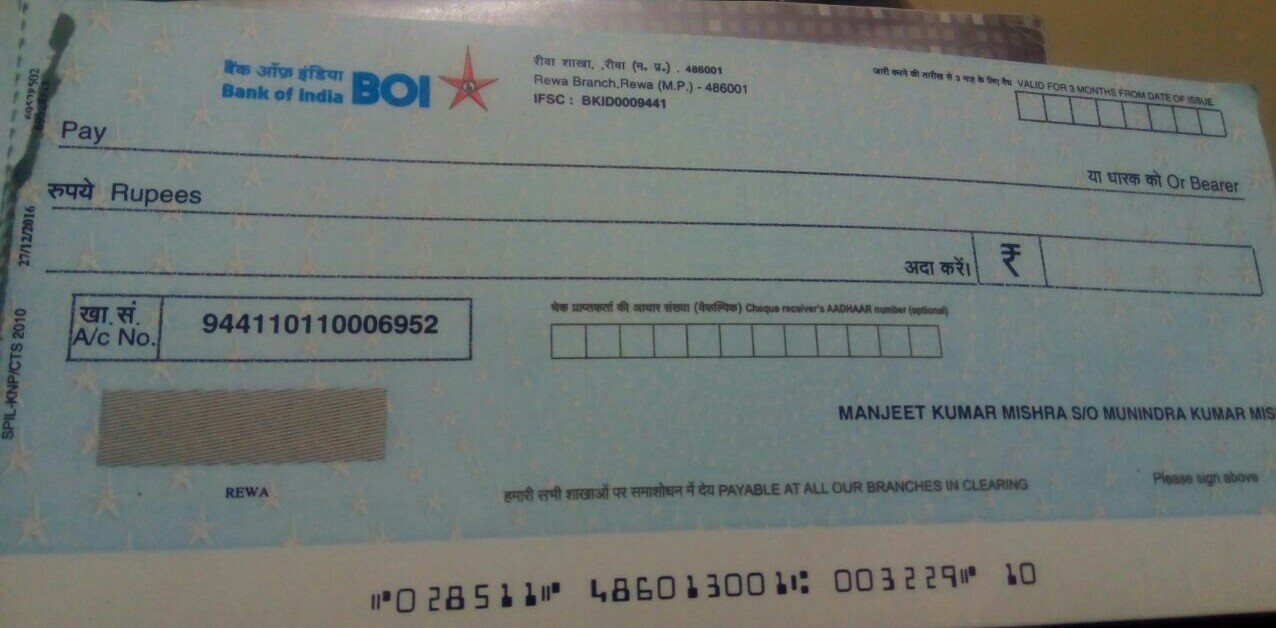 बैंक ऑफ़ इंडिया
Bank of India BOI
रीवा शाखा, ,रीवा (म. प्र.) . 486001
Rewa Branch,Rewa (M.P.) - 486001
IFSC : BKID0009441
जारी करने की तारीख से 3 माह के लिए वैध VALID FOR 3 MONTHS FROM DATE OF ISSUE
Pay
या धारक को Or Bearer
रुपये Rupees
अदा करें। ₹
खा. सं.
A/c No. 944110110006952
चेक प्राप्तकर्ता की आधार संख्या (वैकल्पिक) Cheque receiver's AADHAAR number (optional)
MANJEET KUMAR MISHRA S/O MUNINDRA KUMAR MIS
REWA
हमारी सभी शाखाओं पर समाशोधन में देय PAYABLE AT ALL OUR BRANCHES IN CLEARING
Please sign above
028511 486013001 003229 10
SPIL-KNP/CTS 2010
27/12/2016